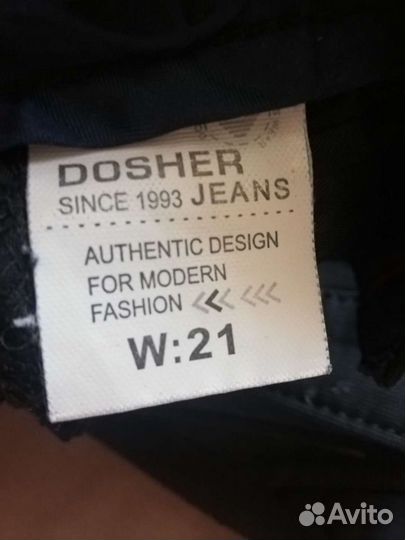 DOSHER
SINCE 1993 JEANS
AUTHENTIC DESIGN
FOR MODERN
FASHION
W:21
Avito